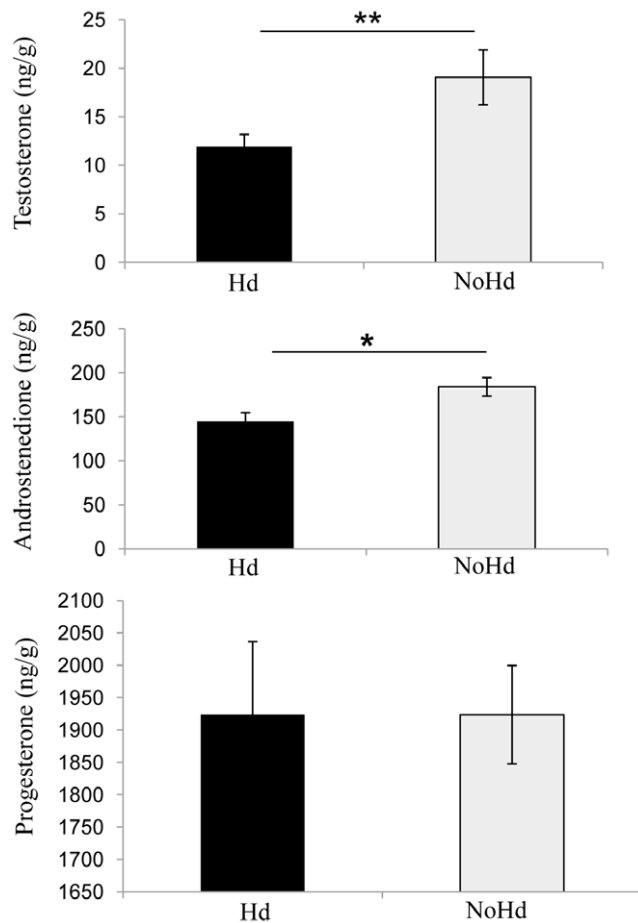 **
Testosterone (ng/g)
25
20
15
10
5
0
Hd
NoHd
*
Androstenedione (ng/g)
250
200
150
100
50
0
Hd
NoHd
Progesterone (ng/g)
2100
2050
2000
1950
1900
1850
1800
1750
1700
1650
Hd
NoHd